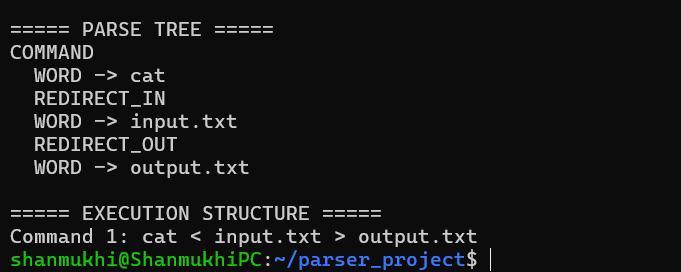 ===== PARSE TREE =====
COMMAND
  WORD -> cat
  REDIRECT_IN
  WORD -> input.txt
  REDIRECT_OUT
  WORD -> output.txt

===== EXECUTION STRUCTURE =====
Command 1: cat < input.txt > output.txt
shanmukhi@ShanmukhiPC:~/parser_project$